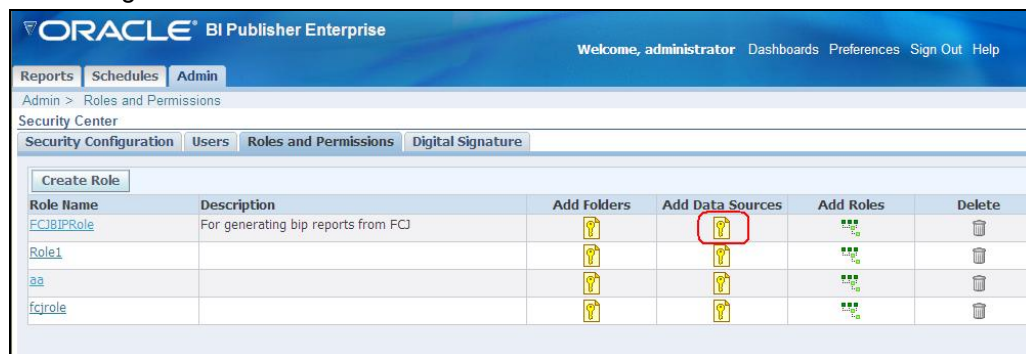 ORACLE BI Publisher Enterprise
Welcome, administrator Dashboards Preferences Sign Out Help
Reports Schedules Admin
Admin > Roles and Permissions
Security Center
Security Configuration Users Roles and Permissions Digital Signature
Create Role
Role Name Description Add Folders Add Data Sources Add Roles Delete
FCJBIPRole For generating bip reports from FCJ
Role1
aa
fcjrole